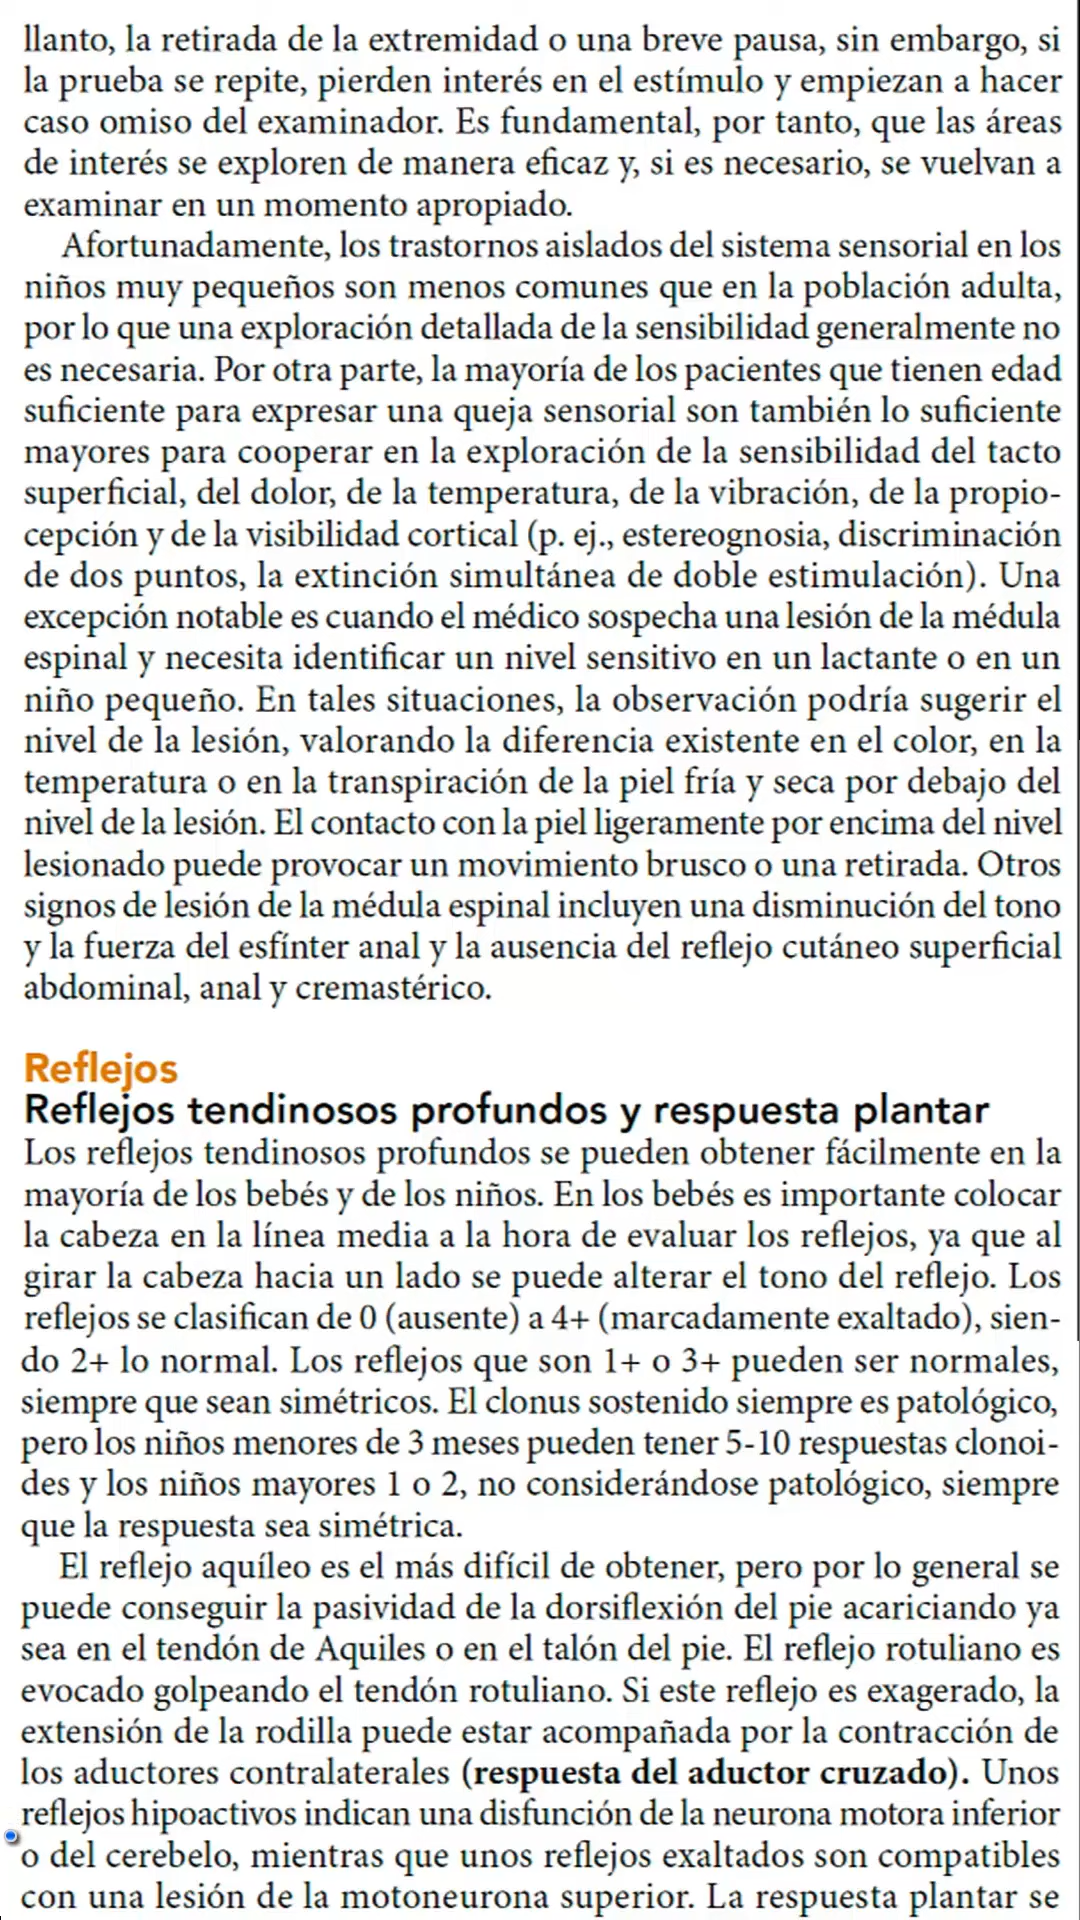 llanto, la retirada de la extremidad o una breve pausa, sin embargo, si
la prueba se repite, pierden interés en el estímulo y empiezan a hacer
caso omiso del examinador. Es fundamental, por tanto, que las áreas
de interés se exploren de manera eficaz y, si es necesario, se vuelvan a
examinar en un momento apropiado.
Afortunadamente, los trastornos aislados del sistema sensorial en los
niños muy pequeños son menos comunes que en la población adulta,
por lo que una exploración detallada de la sensibilidad generalmente no
es necesaria. Por otra parte, la mayoría de los pacientes que tienen edad
suficiente para expresar una queja sensorial son también lo suficiente
mayores para cooperar en la exploración de la sensibilidad del tacto
superficial, del dolor, de la temperatura, de la vibración, de la propio-
cepción y de la visibilidad cortical (p. ej., estereognosia, discriminación
de dos puntos, la extinción simultánea de doble estimulación). Una
excepción notable es cuando el médico sospecha una lesión de la médula
espinal y necesita identificar un nivel sensitivo en un lactante o en un
niño pequeño. En tales situaciones, la observación podría sugerir el
nivel de la lesión, valorando la diferencia existente en el color, en la
temperatura o en la transpiración de la piel fría y seca por debajo del
nivel de la lesión. El contacto con la piel ligeramente por encima del nivel
lesionado puede provocar un movimiento brusco o una retirada. Otros
signos de lesión de la médula espinal incluyen una disminución del tono
y la fuerza del esfínter anal y la ausencia del reflejo cutáneo superficial
abdominal, anal y cremastérico.
Reflejos
Reflejos tendinosos profundos y respuesta plantar
Los reflejos tendinosos profundos se pueden obtener fácilmente en la
mayoría de los bebés y de los niños. En los bebés es importante colocar
la cabeza en la línea media a la hora de evaluar los reflejos, ya que al
girar la cabeza hacia un lado se puede alterar el tono del reflejo. Los
reflejos se clasifican de 0 (ausente) a 4+ (marcadamente exaltado), sien-
do 2+ lo normal. Los reflejos que son 1+ o 3+ pueden ser normales,
siempre que sean simétricos. El clonus sostenido siempre es patológico,
pero los niños menores de 3 meses pueden tener 5-10 respuestas clonoi-
des y los niños mayores 1 o 2, no considerándose patológico, siempre
que la respuesta sea simétrica.
El reflejo aquíleo es el más difícil de obtener, pero por lo general se
puede conseguir la pasividad de la dorsiflexión del pie acariciando ya
sea en el tendón de Aquiles o en el talón del pie. El reflejo rotuliano es
evocado golpeando el tendón rotuliano. Si este reflejo es exagerado, la
extensión de la rodilla puede estar acompañada por la contracción de
los aductores contralaterales (respuesta del aductor cruzado). Unos
reflejos hipoactivos indican una disfunción de la neurona motora inferior
o del cerebelo, mientras que unos reflejos exaltados son compatibles
con una lesión de la motoneurona superior. La respuesta plantar se